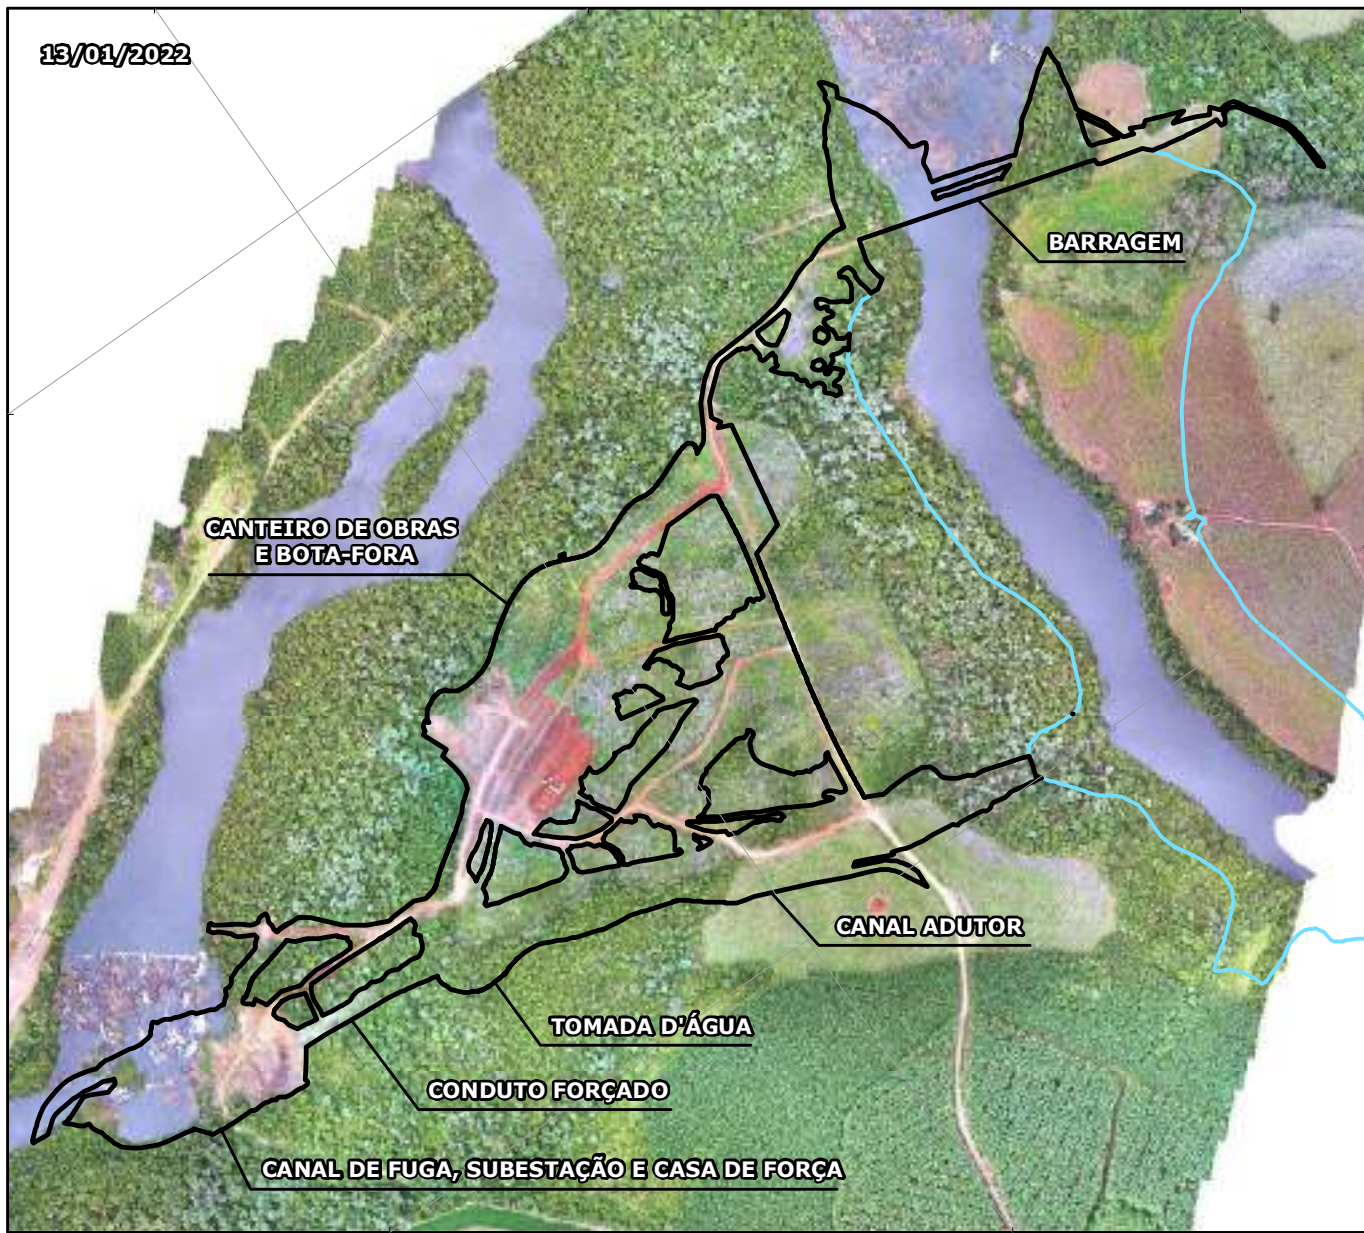 13/01/2022
BARRAGEM
CANTEIRO DE OBRAS
E BOTA-FORA
CANAL ADUTOR
TOMADA D'ÁGUA
CONDUTO FORÇADO
CANAL DE FUGA, SUBESTAÇÃO E CASA DE FORÇA